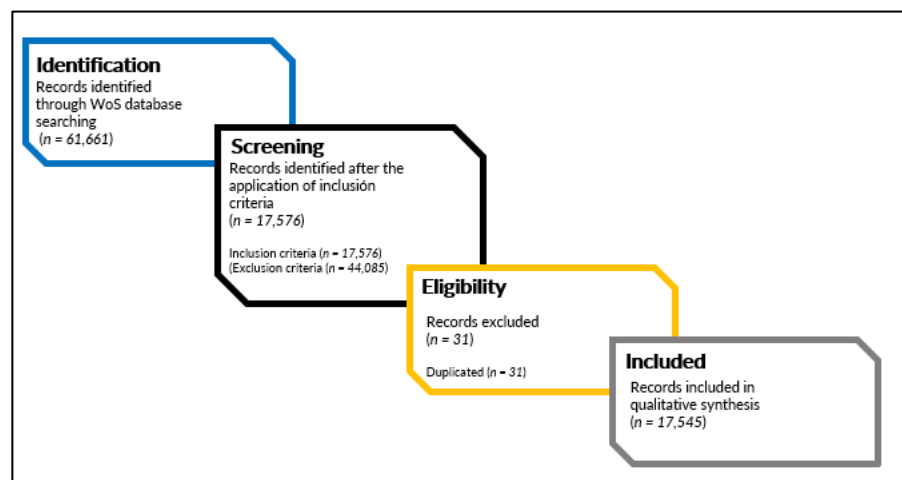 Identification
Records identified
through WoS database
searching
(n = 61,661)
Screening
Records identified after the
application of inclusión
criteria
(n = 17,576)
Inclusion criteria (n = 17,576)
(Exclusion criteria (n = 44,085)
Eligibility
Records excluded
(n = 31)
Duplicated (n = 31)
Included
Records included in
qualitative synthesis
(n = 17,545)